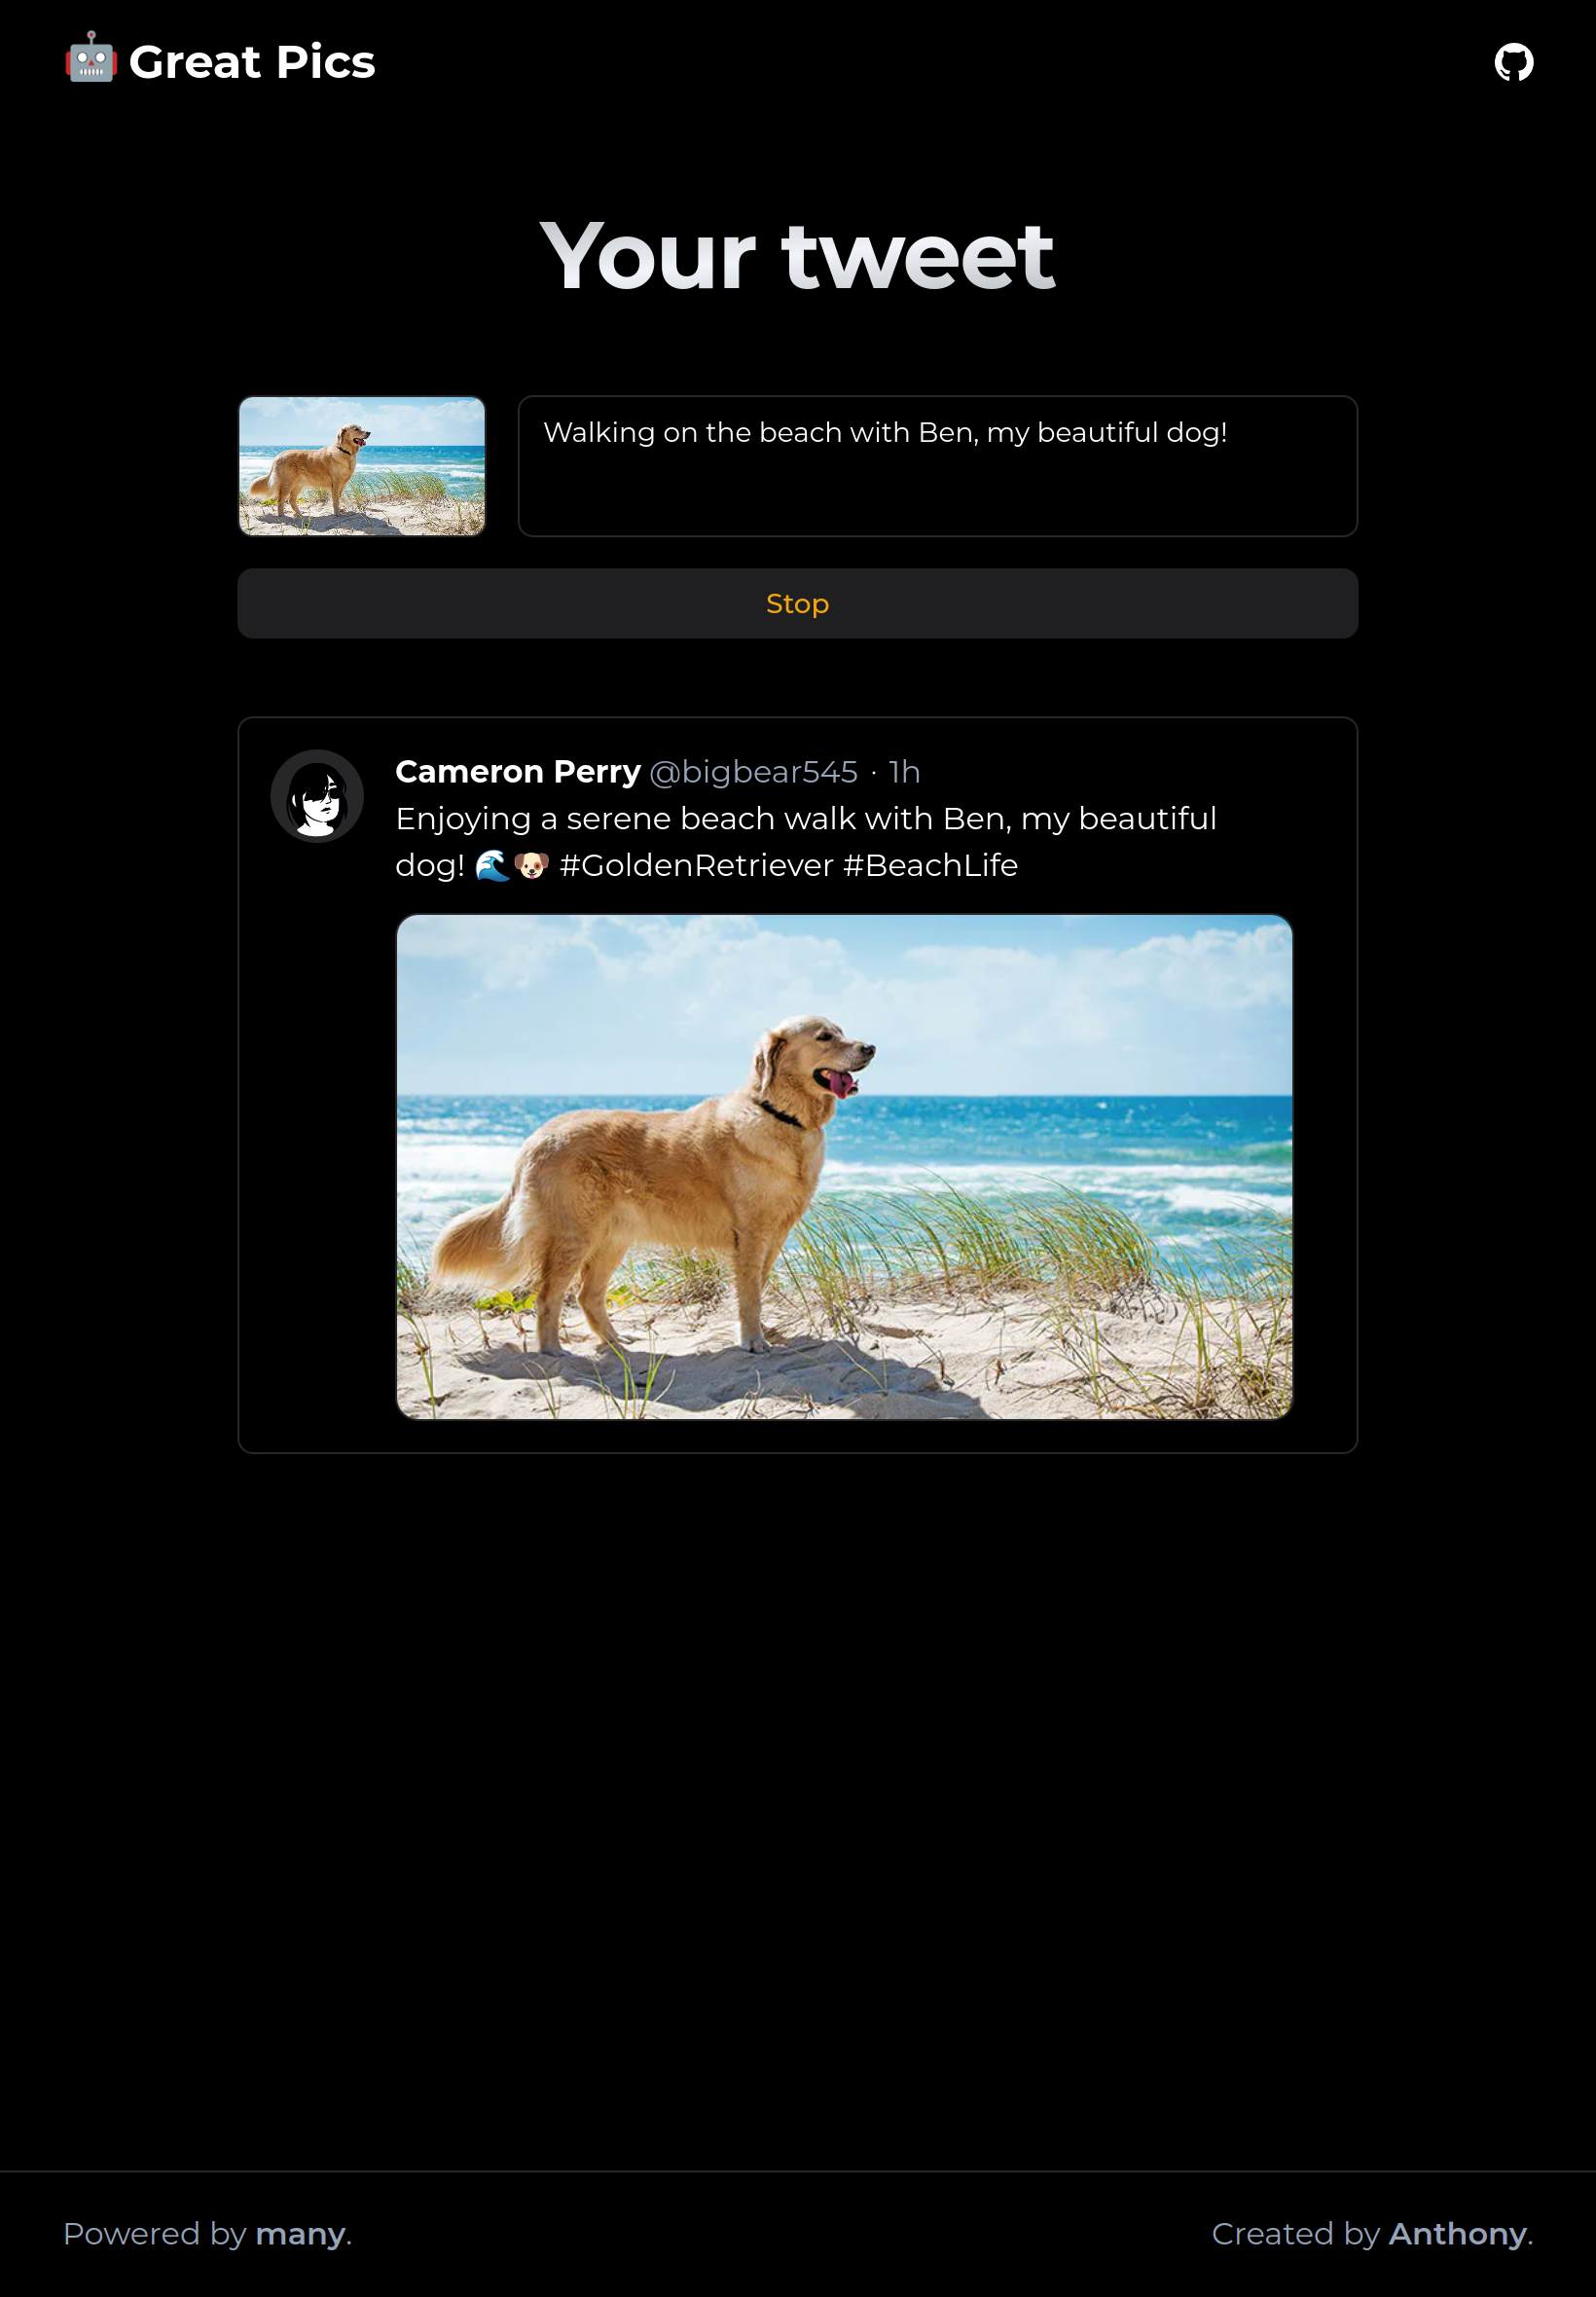 🤖 Great Pics
Your tweet
Walking on the beach with Ben, my beautiful dog!
Stop
Cameron Perry @bigbear545 · 1h
Enjoying a serene beach walk with Ben, my beautiful
dog! 🌊🐶 #GoldenRetriever #BeachLife
Powered by many.
Created by Anthony.